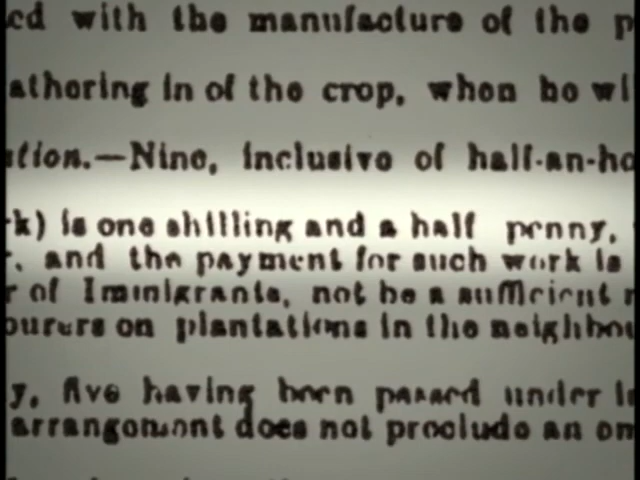 ed with the manufacture of the p
athering in of the crop, when he wi
ation.—Nine, inclusive of half-an-ho
rk) is one shilling and a half penny,
r, and the payment for such work is
r of Immigrants, not be a sufficient
ourers on plantations in the neighbou
y, five having been passed under
arrangement does not preclude an em